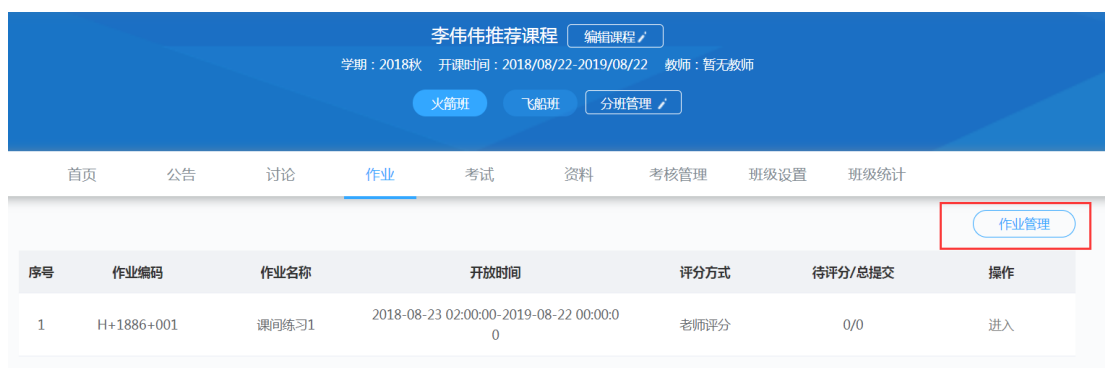 李伟伟推荐课程 编辑课程
学期：2018秋 开课时间：2018/08/22-2019/08/22 教师：暂无教师
火箭班 飞船班 分班管理
首页 公告 讨论 作业 考试 资料 考核管理 班级设置 班级统计
作业管理
序号 作业编码 作业名称 开放时间 评分方式 待评分/总提交 操作
1 H+1886+001 课间练习1 2018-08-23 02:00:00-2019-08-22 00:00:0 老师评分 0/0 进入
0